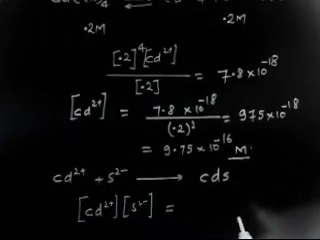 .2M .2M
[.2]⁴[cd²⁺] / [.2] = 7.8 x 10⁻¹⁸
[cd²⁺] = 7.8 x 10⁻¹⁸ / (.2)³ = 975 x 10⁻¹⁸
= 9.75 x 10⁻¹⁶ M
cd²⁺ + s²⁻ ⟶ cds
[cd²⁺][s²⁻] =